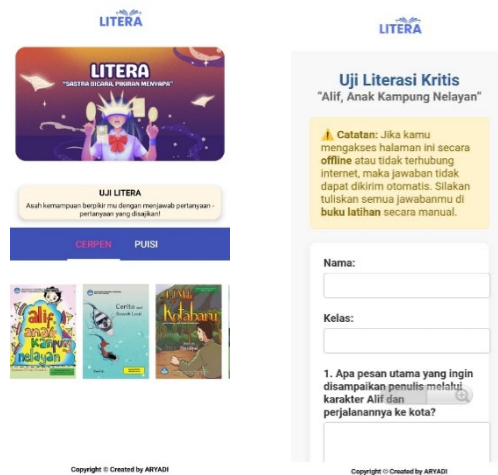 LITERA
LITERA
"SASTRA BICARA, PIKIRAN MENYAPA"
UJI LITERA
Asah kemampuan berpikir mu dengan menjawab pertanyaan -
pertanyaan yang disajikan!
CERPEN PUISI
alif
anak
Kampung
nelayan
Cerita
Kotabaru
Copyright © Created by ARYADI
LITERA
Uji Literasi Kritis
"Alif, Anak Kampung Nelayan"
⚠️ Catatan: Jika kamu
mengakses halaman ini secara
offline atau tidak terhubung
internet, maka jawaban tidak
dapat dikirim otomatis. Silakan
tuliskan semua jawabanmu di
buku latihan secara manual.
Nama:
Kelas:
1. Apa pesan utama yang ingin
disampaikan penulis melalui
karakter Alif dan
perjalanannya ke kota?
Copyright © Created by ARYADI